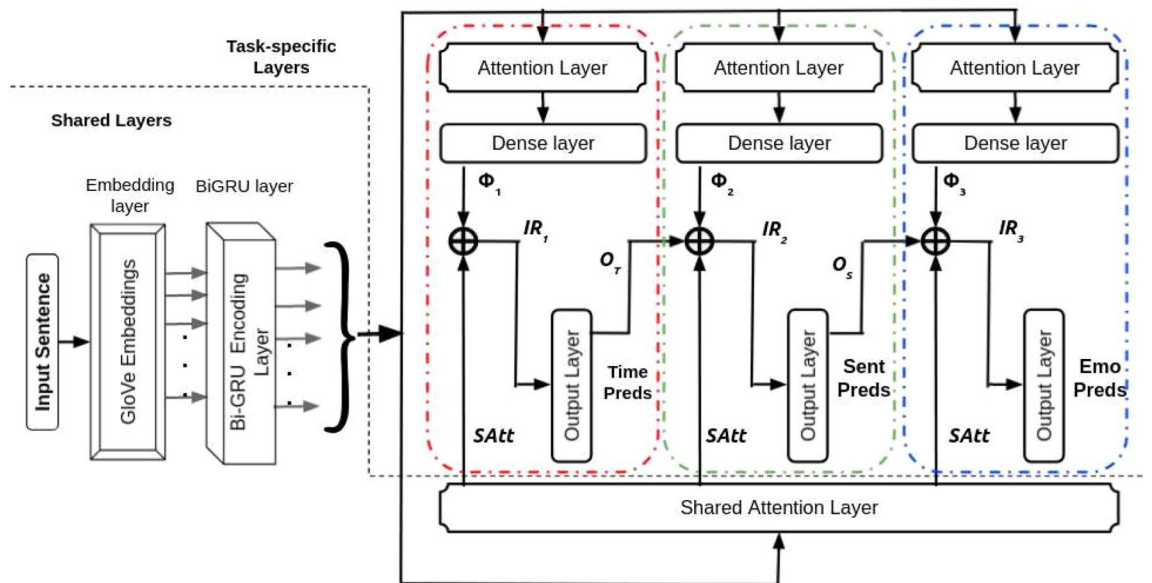 Task-specific
Layers
Shared Layers
Embedding
layer
BiGRU layer
Input Sentence
GloVe Embeddings
Bi-GRU Encoding
Layer
Attention Layer
Dense layer
Φ1
IR1
OT
Output Layer
Time
Preds
SAtt
Attention Layer
Dense layer
Φ2
IR2
OS
Output Layer
Sent
Preds
SAtt
Attention Layer
Dense layer
Φ3
IR3
Output Layer
Emo
Preds
SAtt
Shared Attention Layer